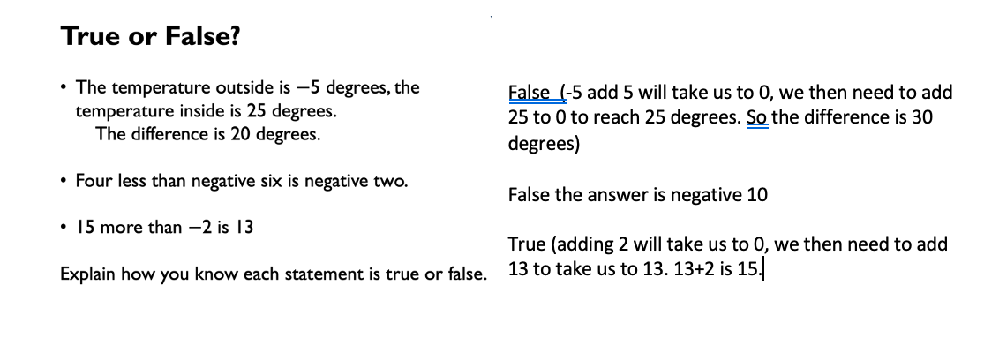 True or False?
• The temperature outside is −5 degrees, the
temperature inside is 25 degrees.
The difference is 20 degrees.
• Four less than negative six is negative two.
• 15 more than −2 is 13
Explain how you know each statement is true or false.
False (-5 add 5 will take us to 0, we then need to add
25 to 0 to reach 25 degrees. So the difference is 30
degrees)
False the answer is negative 10
True (adding 2 will take us to 0, we then need to add
13 to take us to 13. 13+2 is 15.